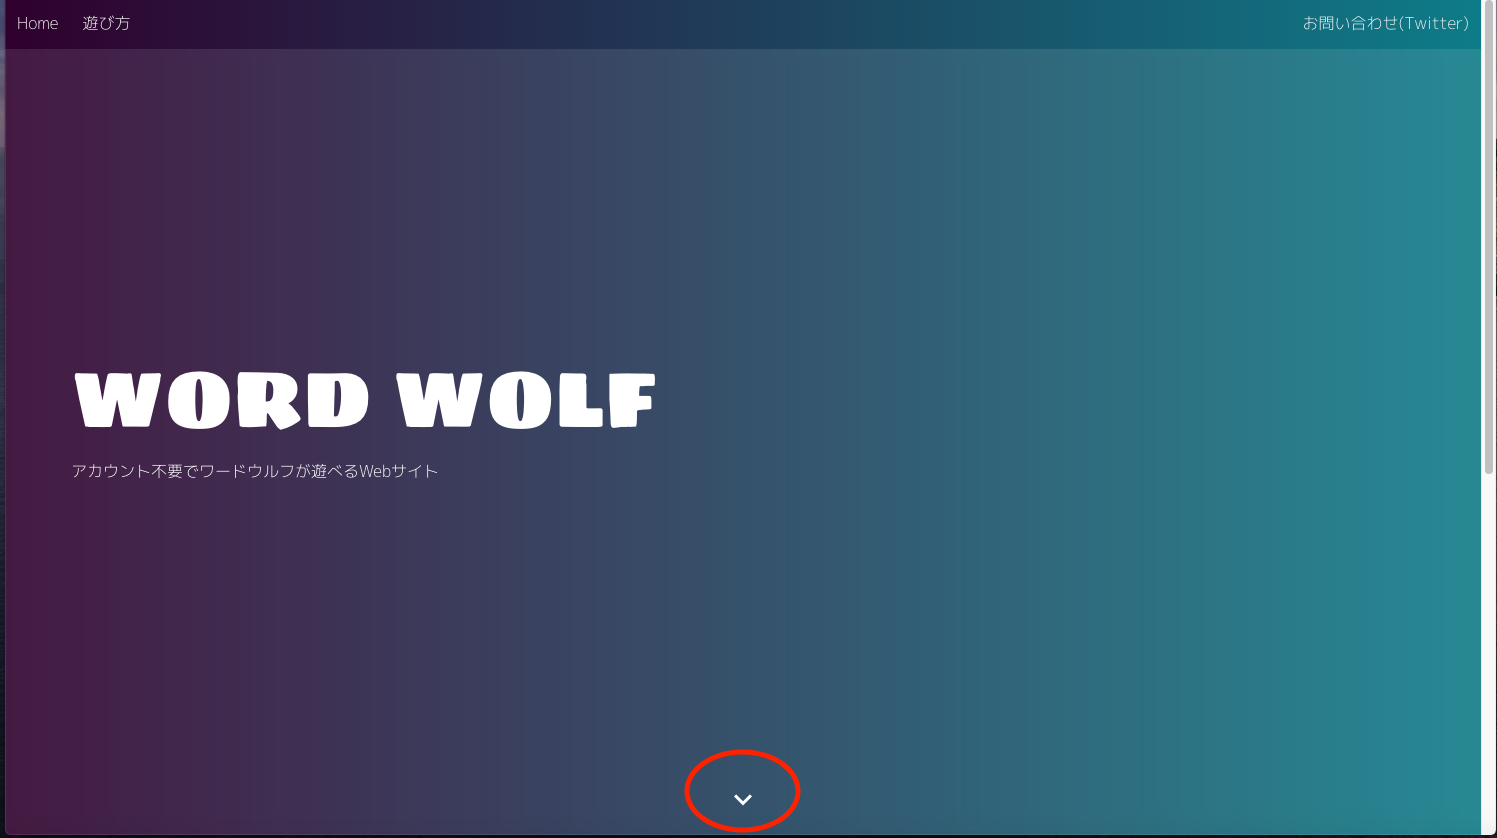 Home 遊び方 お問い合わせ(Twitter)
WORD WOLF
アカウント不要でワードウルフが遊べるWebサイト